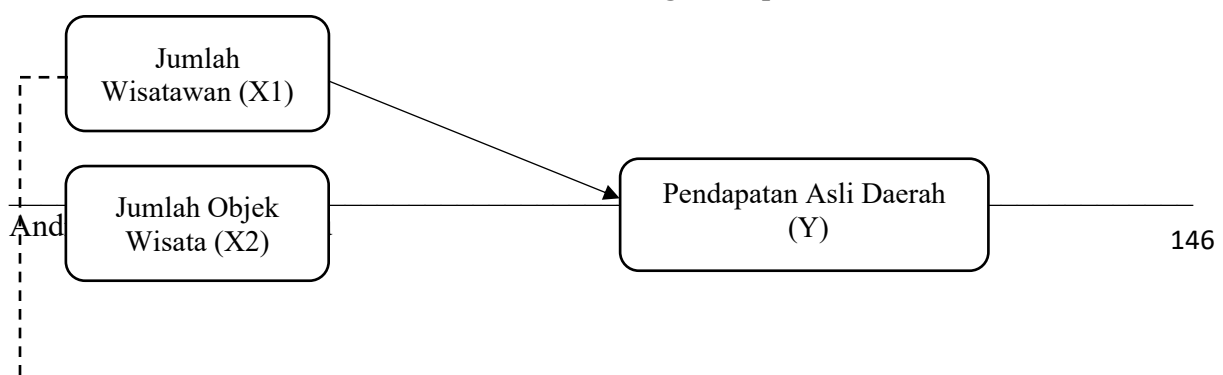 Jumlah
Wisatawan (X1)
Jumlah Objek
Wisata (X2)
Pendapatan Asli Daerah
(Y)
146